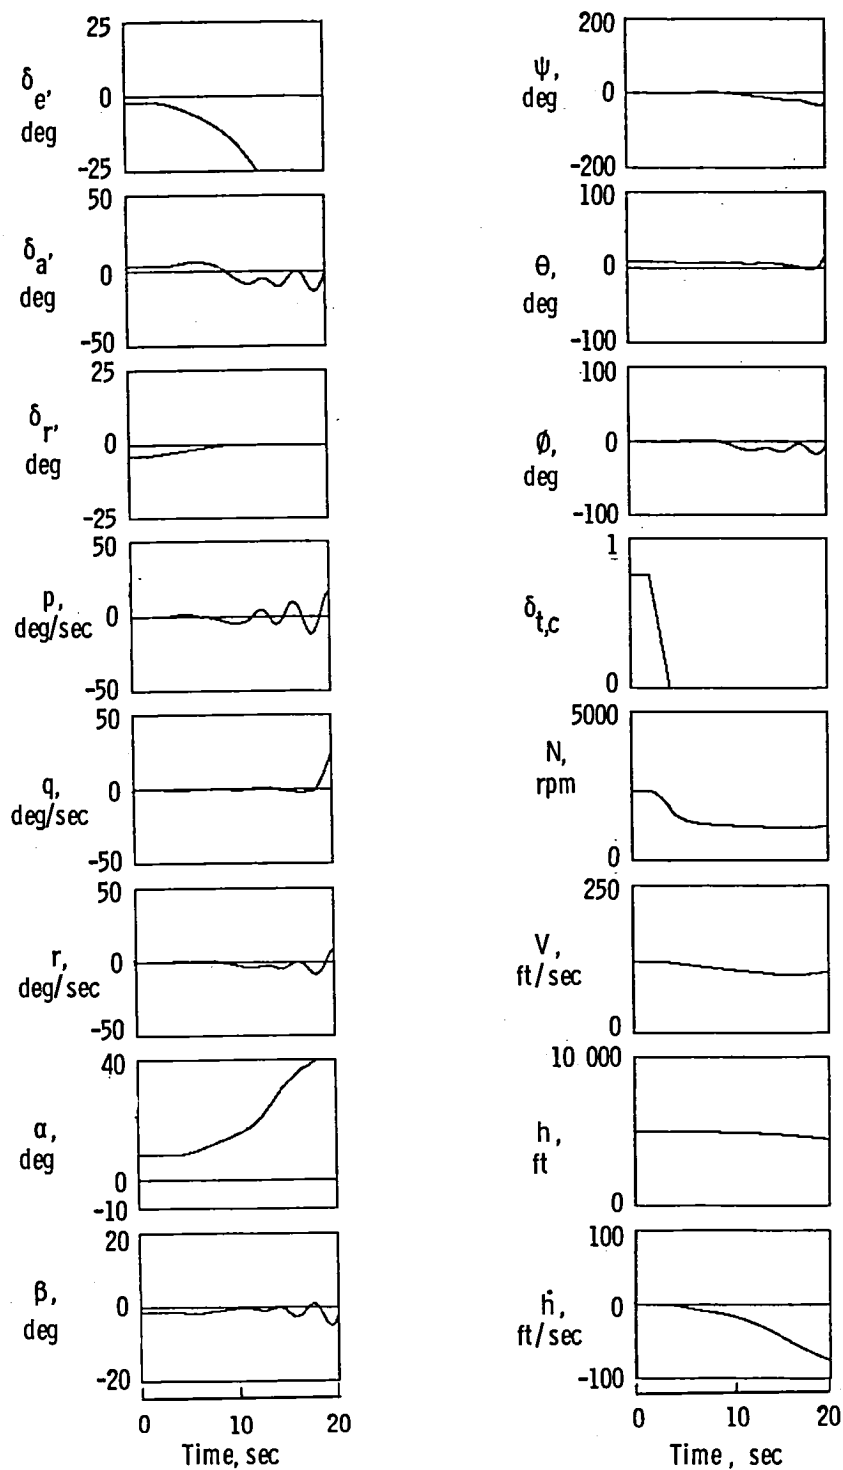 25
δe,
deg
0
-25
50
δa,
deg
0
-50
25
δr,
deg
0
-25
50
p,
deg/sec
0
-50
50
q,
deg/sec
0
-50
50
r,
deg/sec
0
-50
40
α,
deg
0
-10
20
β,
deg
0
-20
0 10 20
Time, sec
200
ψ,
deg
0
-200
100
θ,
deg
0
-100
100
ø,
deg
0
-100
1
δt,c
0
5000
N,
rpm
0
250
V,
ft/sec
0
10 000
h,
ft
0
100
ḣ,
ft/sec
0
-100
0 10 20
Time, sec